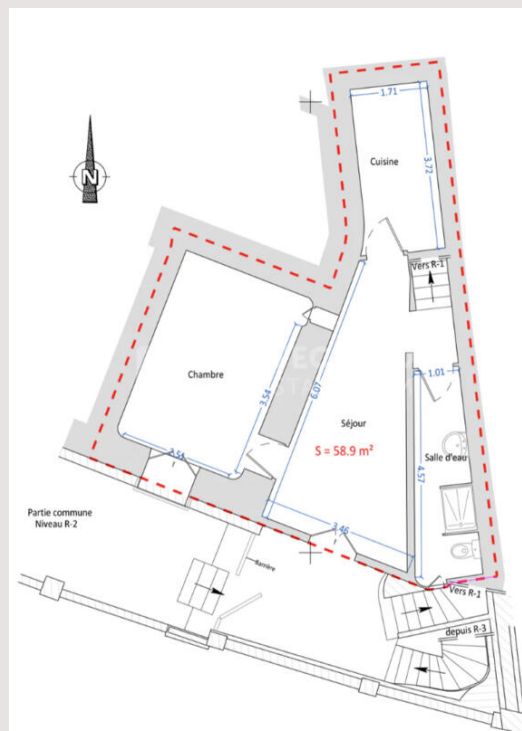 1.71
Cuisine
3.72
N
Vers R-1
Chambre
3.54
6.07
1.01
Séjour
S = 58.9 m²
Salle d'eau
4.57
3.46
Partie commune
Niveau R-2
Barrière
Vers R-1
depuis R-3